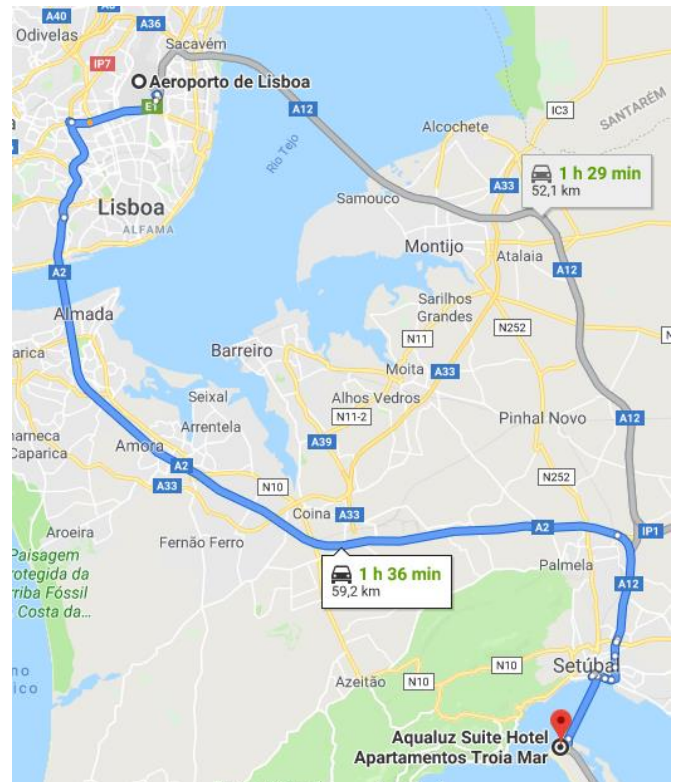 A40
A36
Odivelas
Sacavém
IP7
Aeroporto de Lisboa
E1
A12
IC3
SANTARÉM
Alcochete
Rio Tejo
A33
1 h 29 min
52,1 km
Samouco
Lisboa
ALFAMA
Montijo
Atalaia
A2
A12
Sarilhos
Grandes
Almada
N252
N11
Barreiro
Moita
A33
Seixal
Alhos Vedros
N11-2
Pinhal Novo
A12
Arrentela
Amora
A39
A2
N252
A33
N10
Coina
A33
A2
IP1
Aroeira
Fernão Ferro
Palmela
1 h 36 min
59,2 km
A12
Costa da...
N10
Setúbal
Azeitão
N10
Aqualuz Suite Hotel
Apartamentos Troia Mar